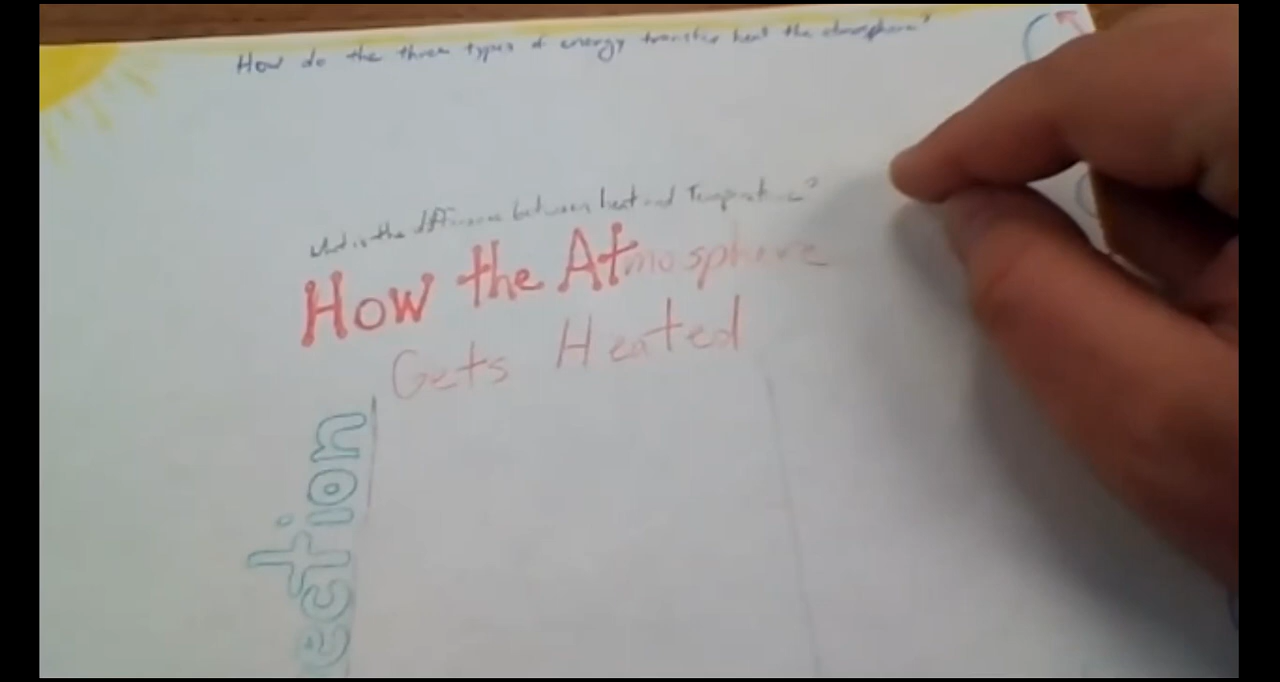 How do the three types of energy transfer heat the atmosphere?
What is the difference between heat and Temperature?
How the Atmosphere
Gets Heated
ection